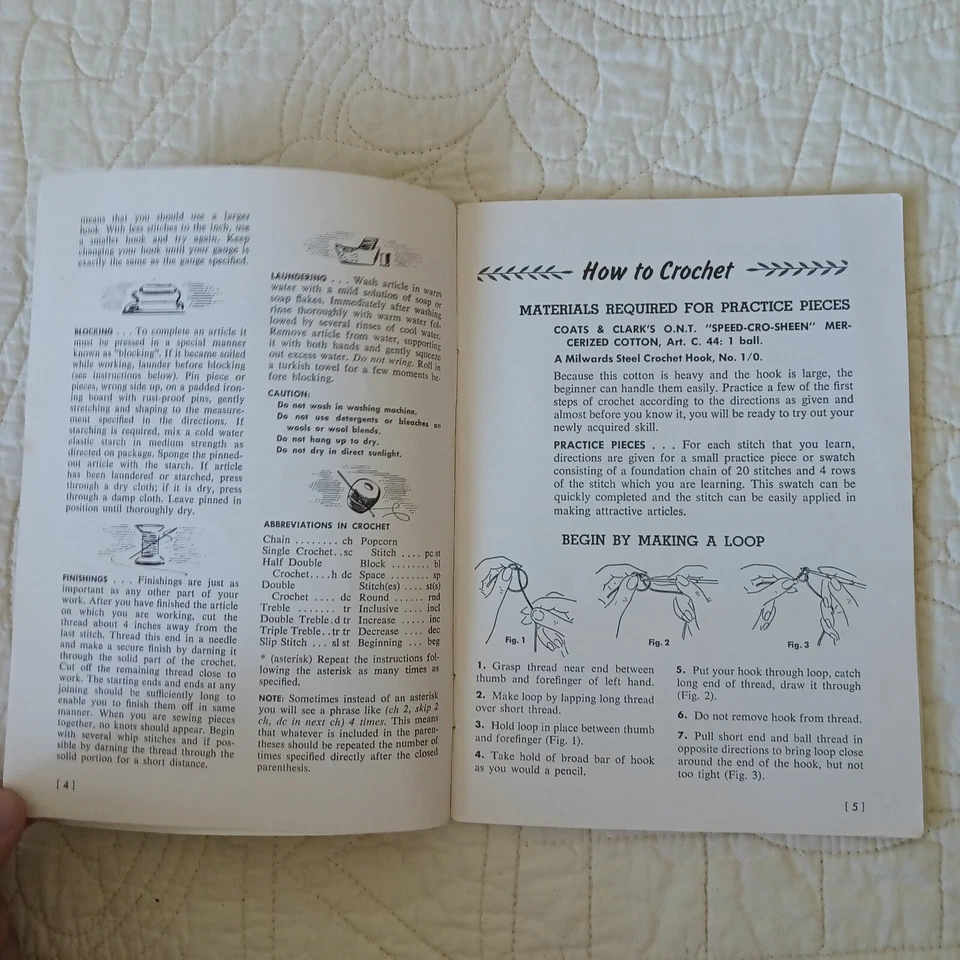 means that you should use a larger
hook. With less stitches to the inch, use
a smaller hook and try again. Keep
changing your hook until your gauge is
exactly the same as the gauge specified.
BLOCKING . . . To complete an article it
must be pressed in a special manner
known as "blocking". If it became soiled
while working, launder before blocking
(see instructions below). Pin piece or
pieces, wrong side up, on a padded iron-
ing board with rust-proof pins, gently
stretching and shaping to the measure-
ment specified in the directions. If
starching is required, mix a cold water
elastic starch in medium strength as
directed on package. Sponge the pinned-
out article with the starch. If article
has been laundered or starched, press
through a dry cloth; if it is dry, press
through a damp cloth. Leave pinned in
position until thoroughly dry.
FINISHINGS . . . Finishings are just as
important as any other part of your
work. After you have finished the article
on which you are working, cut the
thread about 4 inches away from the
last stitch. Thread this end in a needle
and make a secure finish by darning it
through the solid part of the crochet.
Cut off the remaining thread close to
work. The starting ends and ends at any
joining should be sufficiently long to
enable you to finish them off in same
manner. When you are sewing pieces
together, no knots should appear. Begin
with several whip stitches and if pos-
sible by darning the thread through the
solid portion for a short distance.
[4]
LAUNDERING . . . Wash article in warm
water with a mild solution of soap or
soap flakes. Immediately after washing
rinse thoroughly with warm water fol-
lowed by several rinses of cool water.
Remove article from water, supporting
it with both hands and gently squeeze
out excess water. Do not wring. Roll in
a turkish towel for a few moments be-
fore blocking.
CAUTION:
Do not wash in washing machine.
Do not use detergents or bleaches on
wools or wool blends.
Do not hang up to dry.
Do not dry in direct sunlight.
ABBREVIATIONS IN CROCHET
Chain . . . . . . . . ch
Single Crochet . . sc
Half Double
Crochet . . . . h dc
Double
Crochet . . . . dc
Treble . . . . . . . tr
Double Treble . d tr
Triple Treble . . tr tr
Slip Stitch . . . sl st
Popcorn
Stitch . . . . pc st
Block . . . . . . . . bl
Space . . . . . . . . sp
Stitch(es) . . . . st(s)
Round . . . . . . . rnd
Inclusive . . . . incl
Increase . . . . . inc
Decrease . . . . dec
Beginning . . . beg
* (asterisk) Repeat the instructions fol-
lowing the asterisk as many times as
specified.
NOTE: Sometimes instead of an asterisk
you will see a phrase like (ch 2, skip 2
ch, dc in next ch) 4 times. This means
that whatever is included in the paren-
theses should be repeated the number of
times specified directly after the closed
parenthesis.
How to Crochet
MATERIALS REQUIRED FOR PRACTICE PIECES
COATS & CLARK'S O.N.T. "SPEED-CRO-SHEEN" MER-
CERIZED COTTON, Art. C. 44: 1 ball.
A Milwards Steel Crochet Hook, No. 1/0.
Because this cotton is heavy and the hook is large, the
beginner can handle them easily. Practice a few of the first
steps of crochet according to the directions as given and
almost before you know it, you will be ready to try out your
newly acquired skill.
PRACTICE PIECES . . . For each stitch that you learn,
directions are given for a small practice piece or swatch
consisting of a foundation chain of 20 stitches and 4 rows
of the stitch which you are learning. This swatch can be
quickly completed and the stitch can be easily applied in
making attractive articles.
BEGIN BY MAKING A LOOP
Fig. 1
Fig. 2
Fig. 3
1. Grasp thread near end between
thumb and forefinger of left hand.
2. Make loop by lapping long thread
over short thread.
3. Hold loop in place between thumb
and forefinger (Fig. 1).
4. Take hold of broad bar of hook
as you would a pencil.
5. Put your hook through loop, catch
long end of thread, draw it through
(Fig. 2).
6. Do not remove hook from thread.
7. Pull short end and ball thread in
opposite directions to bring loop close
around the end of the hook, but not
too tight (Fig. 3).
[5]